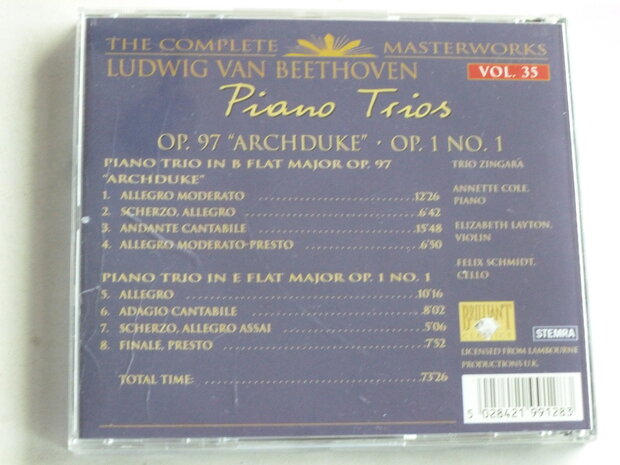 THE COMPLETE MASTERWORKS
LUDWIG VAN BEETHOVEN
VOL. 35
Piano Trios
OP. 97 "ARCHDUKE" · OP. 1 NO. 1
PIANO TRIO IN B FLAT MAJOR OP. 97
"ARCHDUKE"
1. ALLEGRO MODERATO 12'26
2. SCHERZO, ALLEGRO 6'42
3. ANDANTE CANTABILE 15'48
4. ALLEGRO MODERATO-PRESTO 6'50
PIANO TRIO IN E FLAT MAJOR OP. 1 NO. 1
5. ALLEGRO 10'16
6. ADAGIO CANTABILE 8'02
7. SCHERZO, ALLEGRO ASSAI 5'06
8. FINALE, PRESTO 7'52
TOTAL TIME: 73'26
TRIO ZINGARA
ANNETTE COLE,
PIANO
ELIZABETH LAYTON,
VIOLIN
FELIX SCHMIDT,
CELLO
BRILLIANT
CLASSICS
STEMRA
LICENSED FROM LAMBOURNE
PRODUCTIONS U.K.
5 028421 991283